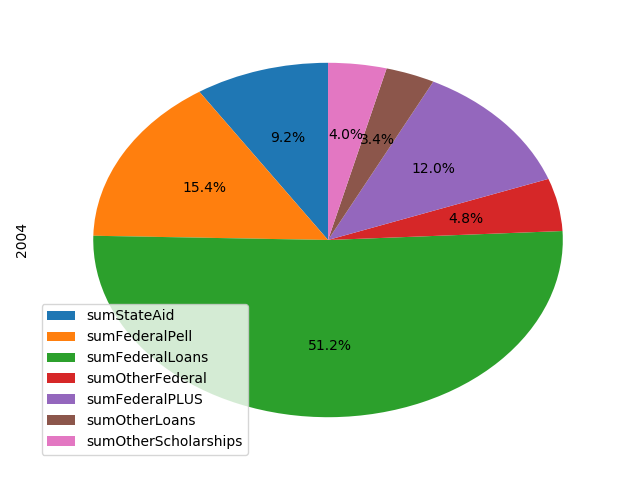 4.0%
3.4%
9.2%
12.0%
15.4%
4.8%
2004
51.2%
sumStateAid
sumFederalPell
sumFederalLoans
sumOtherFederal
sumFederalPLUS
sumOtherLoans
sumOtherScholarships